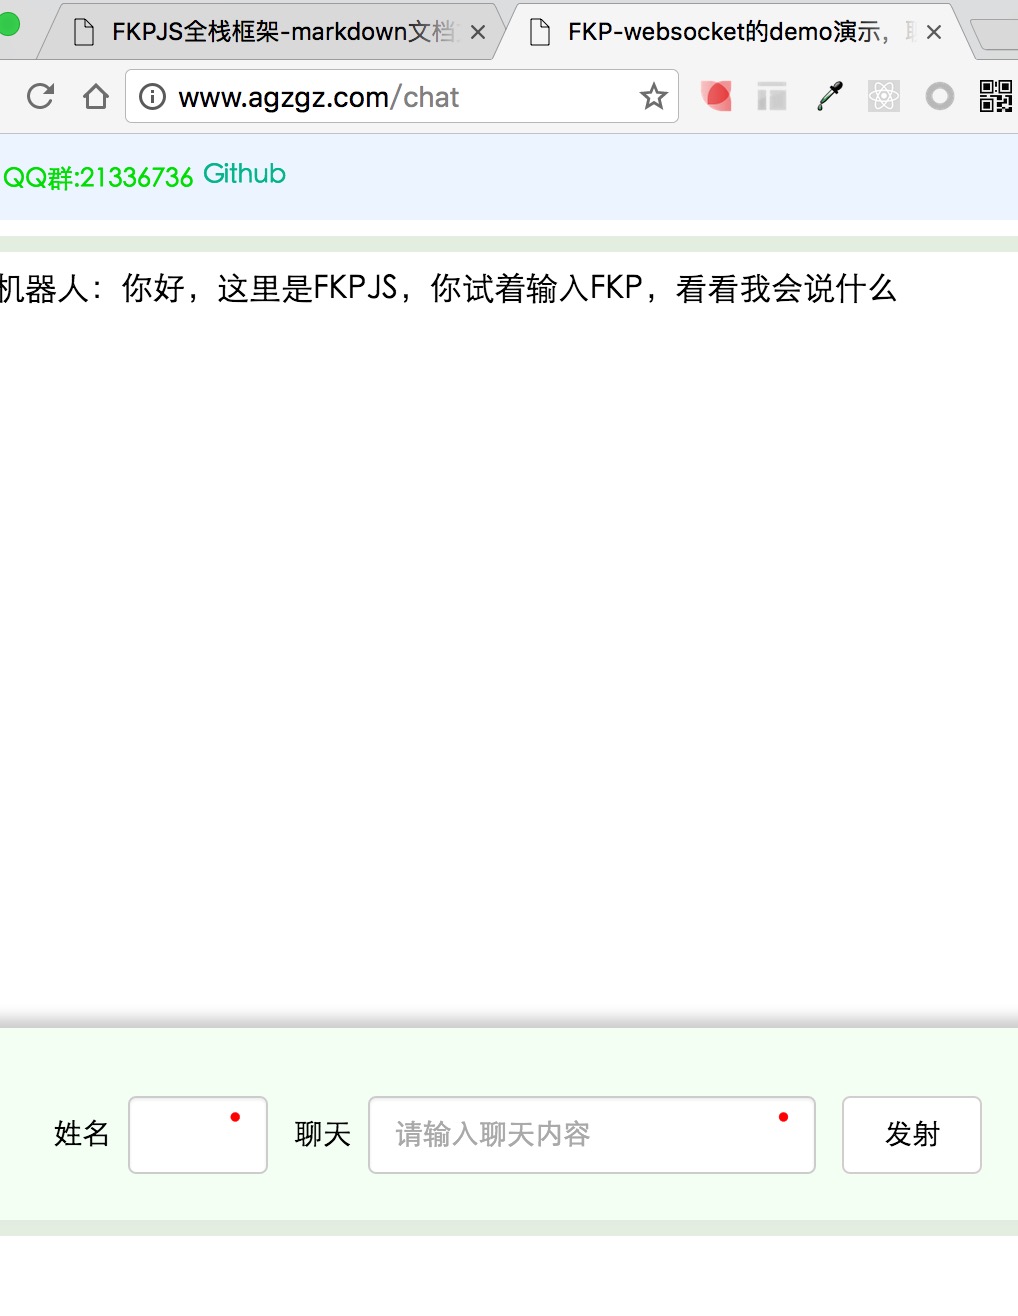 FKPJS全栈框架-markdown文档
FKP-websocket的demo演示，
www.agzgz.com/chat
QQ群:21336736 Github
机器人：你好，这里是FKPJS，你试着输入FKP，看看我会说什么
姓名 聊天 请输入聊天内容 发射